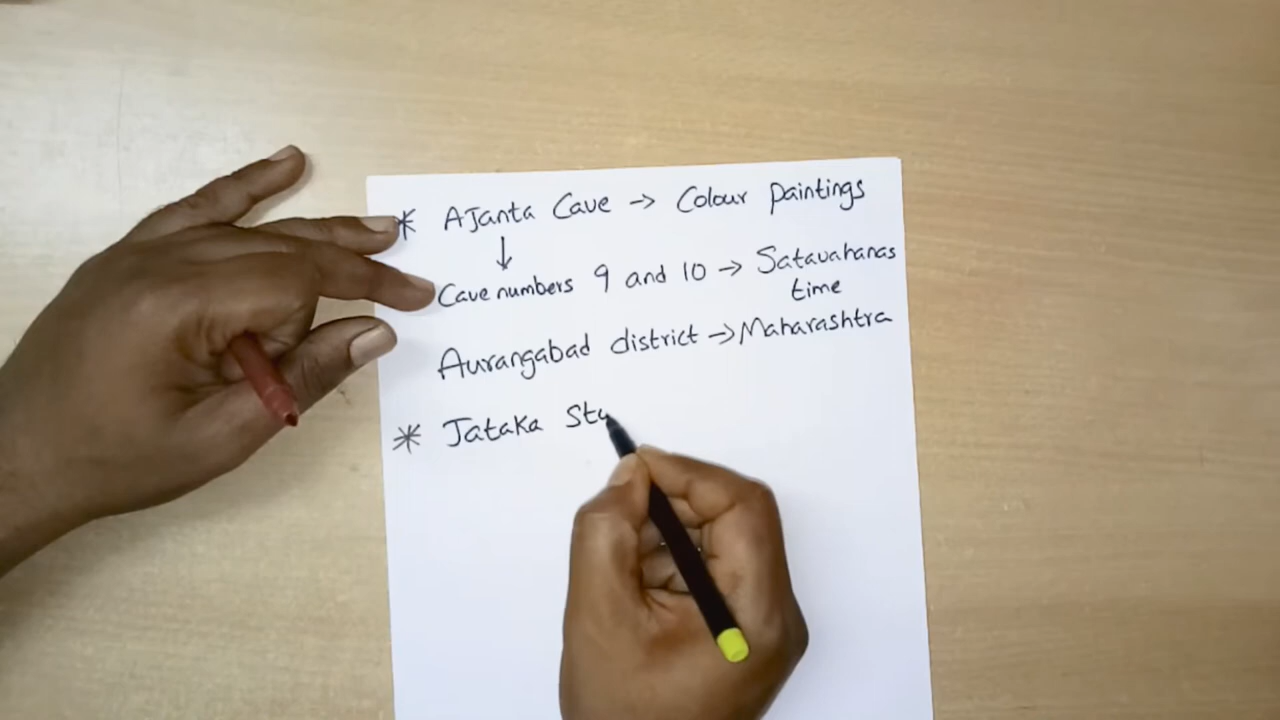 * AJanta Cave → Colour Paintings
↓
Cave numbers 9 and 10 → Satavahanas
time
Aurangabad district → Maharashtra
* Jataka